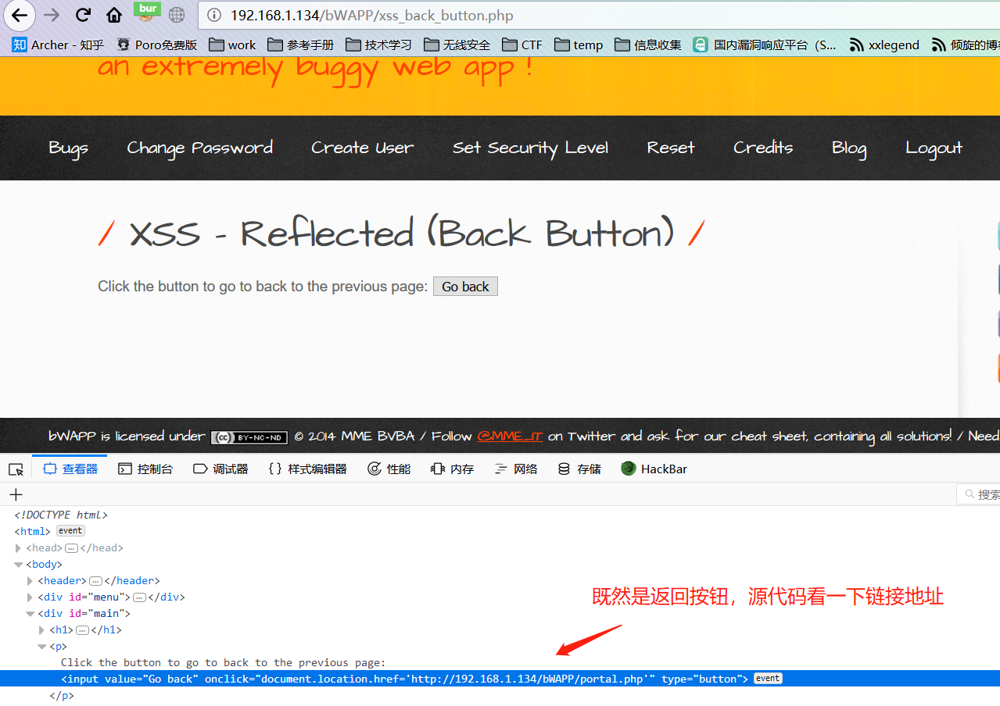 bur
192.168.1.134/bWAPP/xss_back_button.php
知 Archer - 知乎 Poro免费版 work 参考手册 技术学习 无线安全 CTF temp 信息收集 国内漏洞响应平台（S... xxlegend 倾旋的博客
an extremely buggy web app !
Bugs Change Password Create User Set Security Level Reset Credits Blog Logout
/ XSS - Reflected (Back Button) /
Click the button to go to back to the previous page: Go back
bWAPP is licensed under (cc) BY-NC-ND © 2014 MME BVBA / Follow @MME_IT on Twitter and ask for our cheat sheet, containing all solutions! / Need
查看器 控制台 调试器 {} 样式编辑器 性能 内存 网络 存储 HackBar
+ 搜索
<!DOCTYPE html>
<html> event
<head>…</head>
<body>
<header>…</header>
<div id="menu">…</div>
既然是返回按钮，源代码看一下链接地址
<div id="main">
<h1>…</h1>
<p>
Click the button to go to back to the previous page:
<input value="Go back" onclick="document.location.href='http://192.168.1.134/bWAPP/portal.php'" type="button"> event
</p>